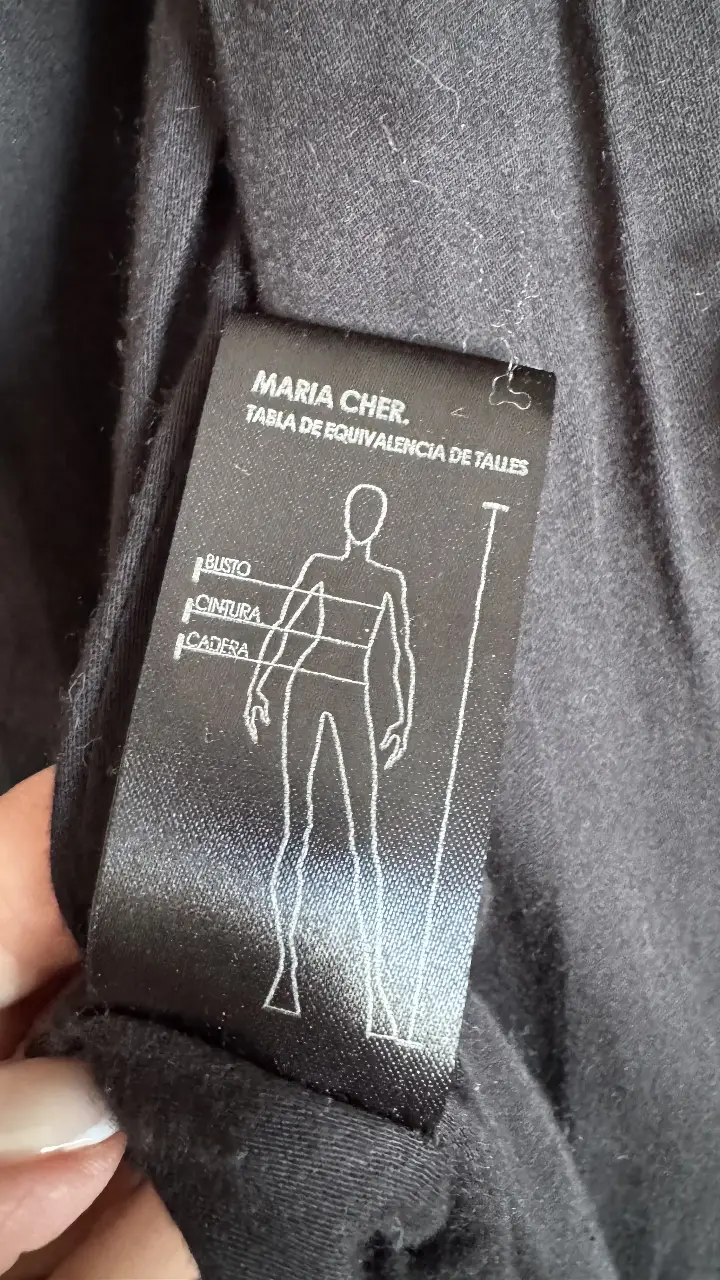 MARIA CHER.
TABLA DE EQUIVALENCIA DE TALLES
BUSTO
CINTURA
CADERA